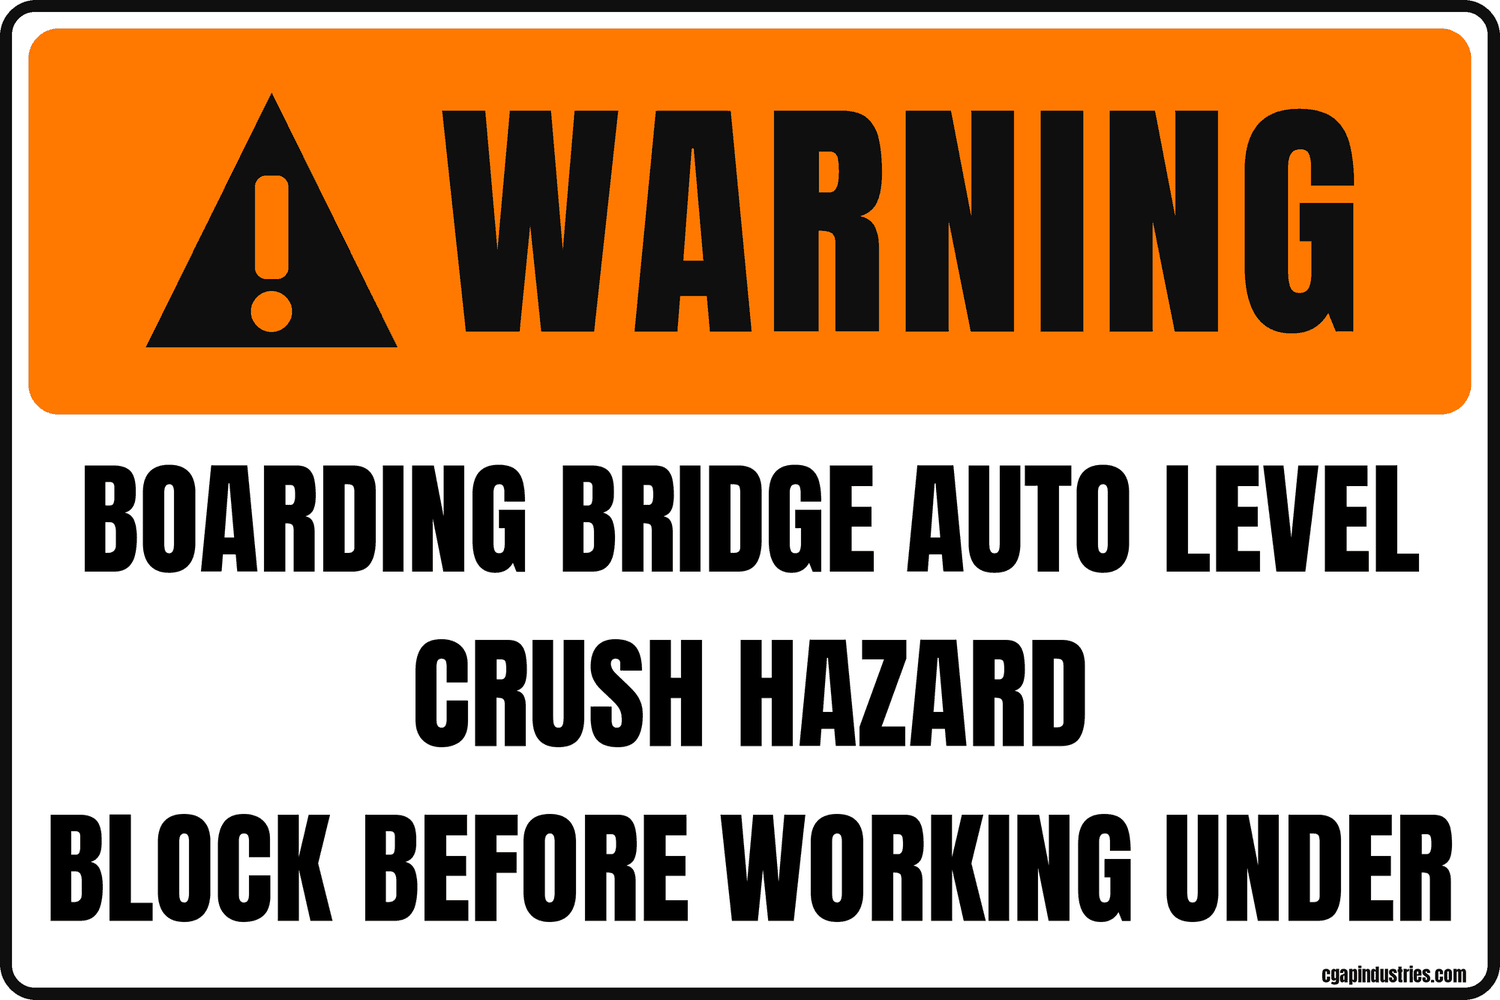 WARNING
BOARDING BRIDGE AUTO LEVEL
CRUSH HAZARD
BLOCK BEFORE WORKING UNDER
cgapindustries.com